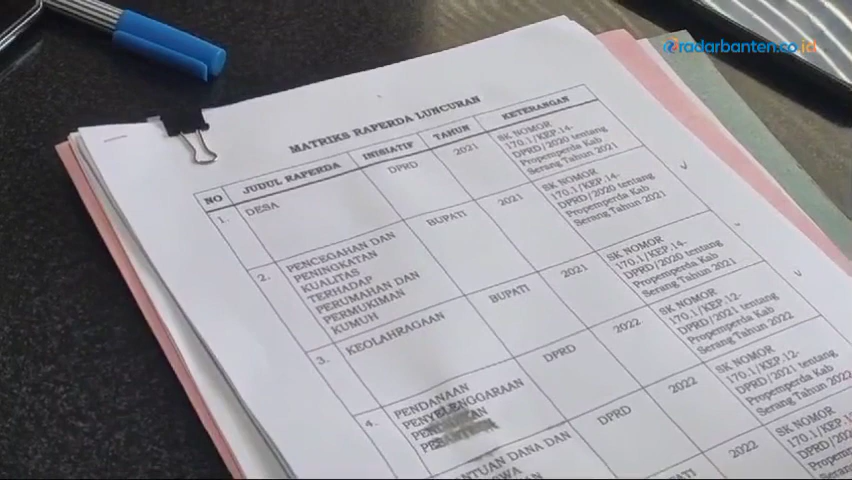 radarbanten.co.id
MATRIKS RAPERDA LUNCURAN
NO JUDUL RAPERDA INISIATIF TAHUN KETERANGAN
1. DESA DPRD 2021 SK NOMOR
170.1/KEP.14-
DPRD/2020 tentang
Propemperda Kab
Serang Tahun 2021
2. PENCEGAHAN DAN BUPATI 2021 SK NOMOR
PENINGKATAN 170.1/KEP.14-
KUALITAS DPRD/2020 tentang
TERHADAP Propemperda Kab
PERUMAHAN DAN Serang Tahun 2021
PERMUKIMAN
KUMUH
3. KEOLAHRAGAAN BUPATI 2021 SK NOMOR
170.1/KEP.14-
DPRD/2020 tentang
Propemperda Kab
Serang Tahun 2021
4. PENDANAAN DPRD 2022 SK NOMOR
PENYELENGGARAAN 170.1/KEP.12-
DPRD/2021 tentang
PESANTREN Propemperda Kab
Serang Tahun 2022
DANA DAN DPRD 2022 SK NOMOR
170.1/KEP.12-
DPRD/2021 tentang
Propemperda Kab
Serang Tahun 2022
2022 SK NOMOR
170.1/KEP.12-
DPRD/2021
Propemperda
Serang